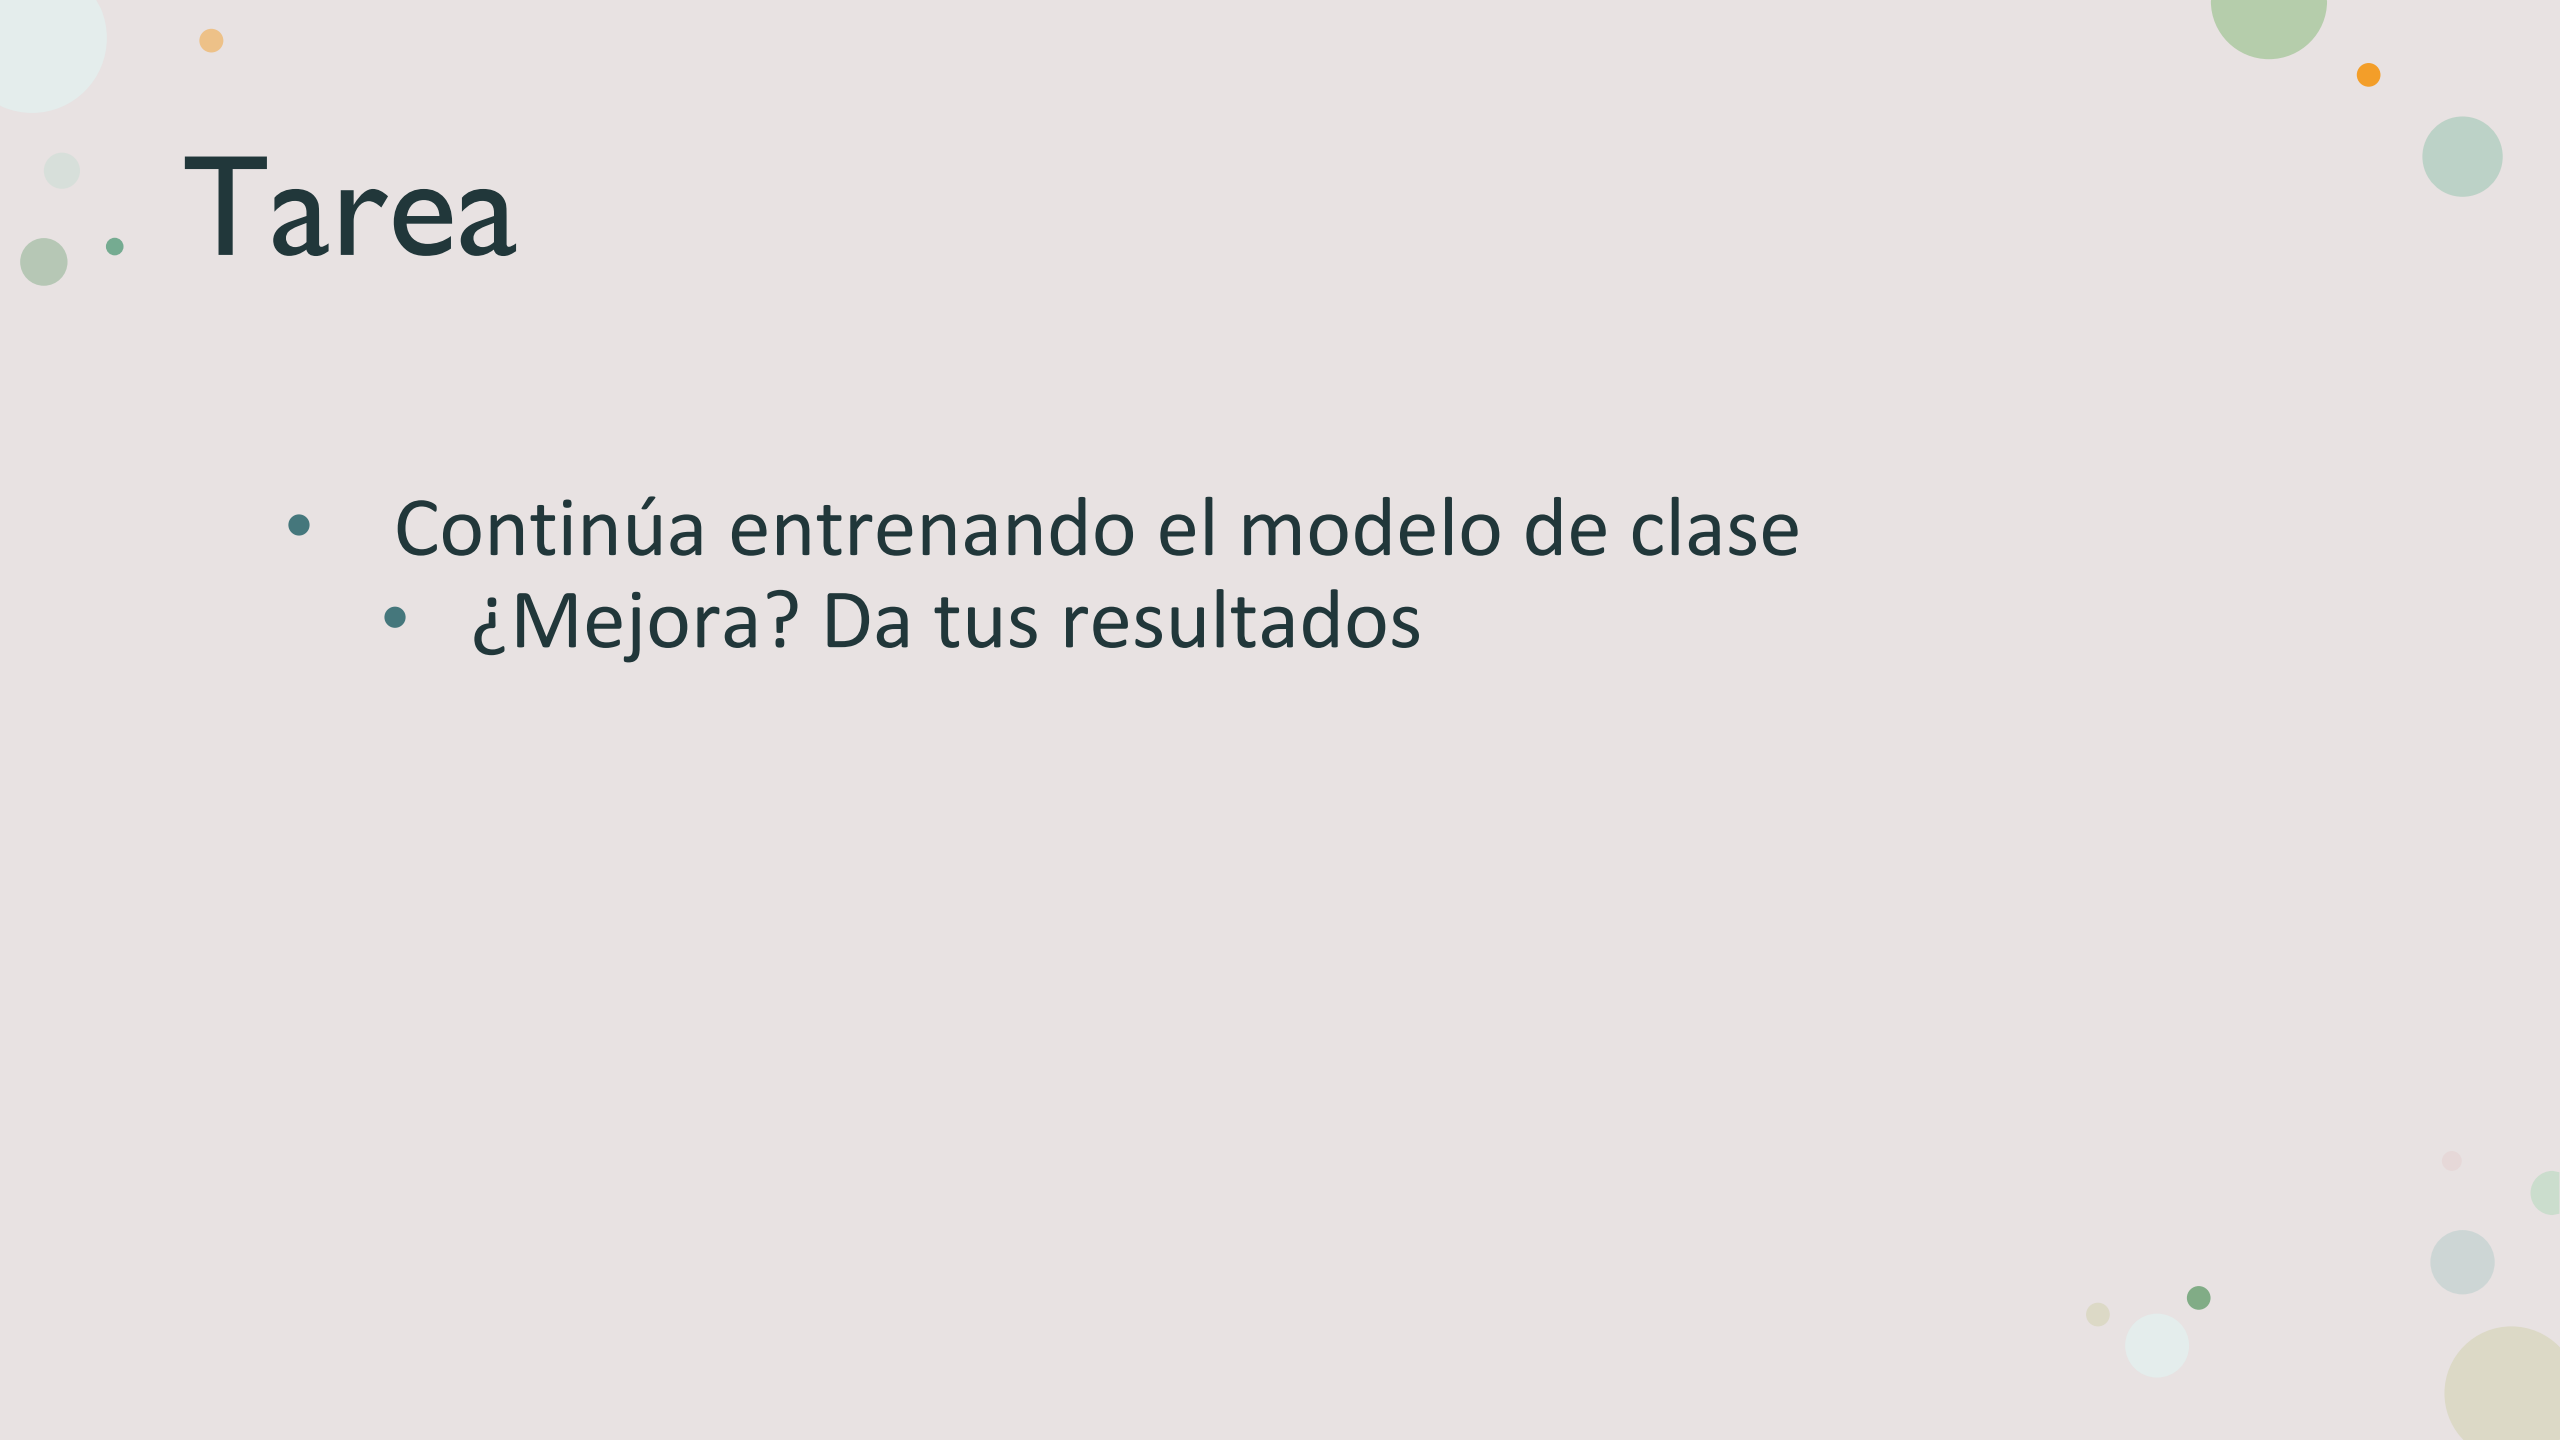 Tarea
• Continúa entrenando el modelo de clase
• ¿Mejora? Da tus resultados